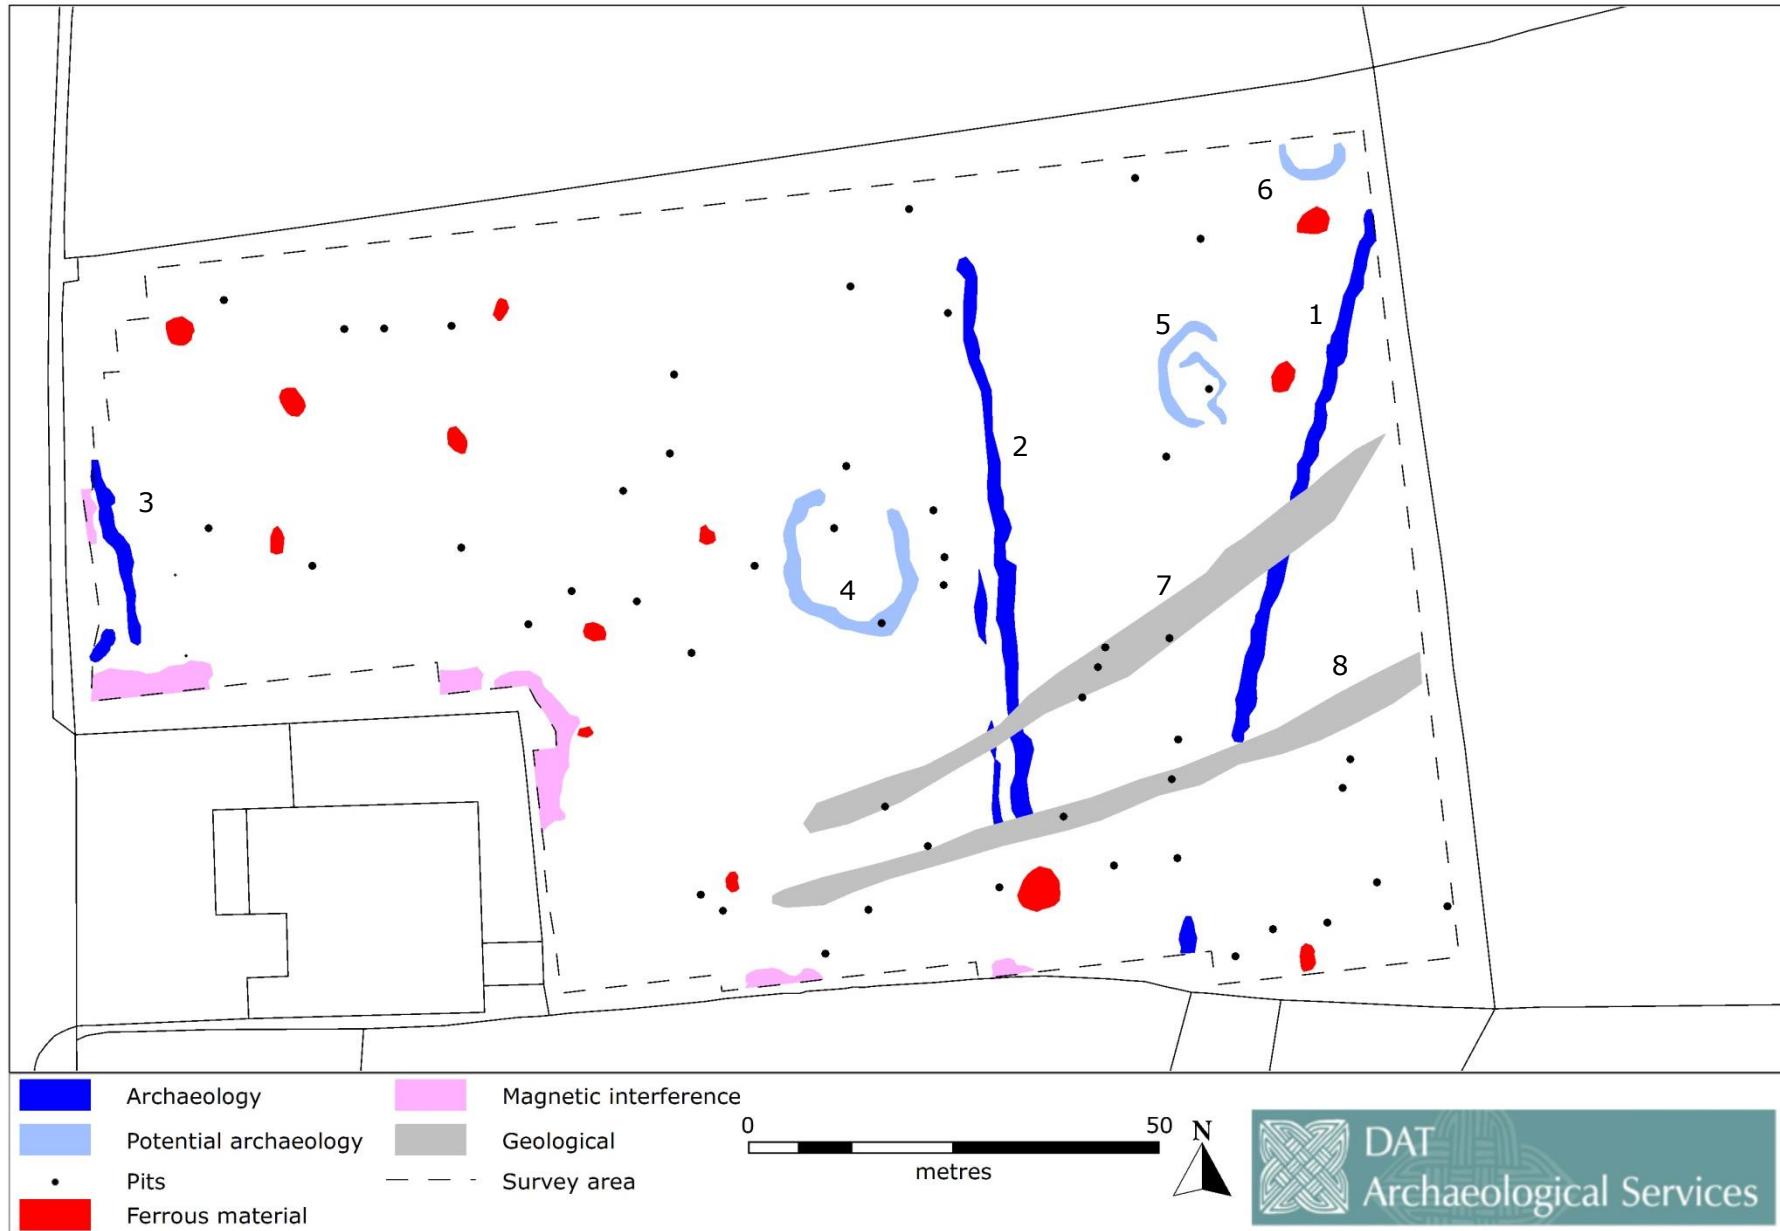 6
5
1
2
3
4
7
8
Archaeology
Potential archaeology
Pits
Ferrous material
Magnetic interference
Geological
Survey area
0 50
metres
N
DAT
Archaeological Services